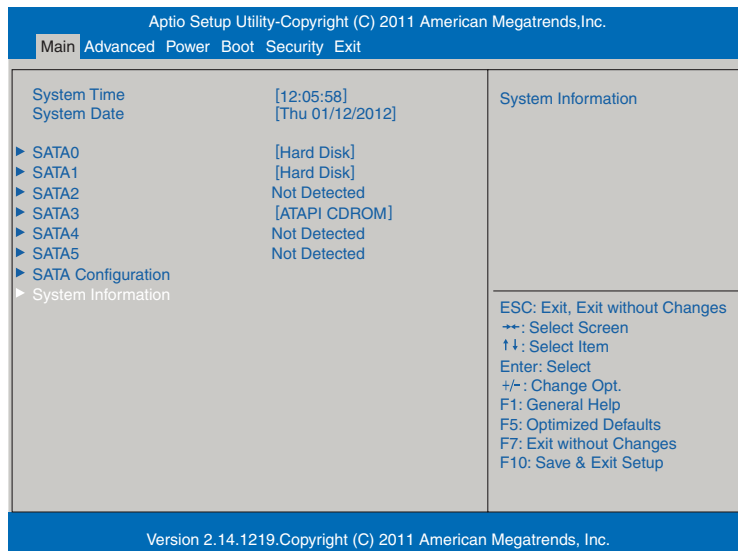 Aptio Setup Utility-Copyright (C) 2011 American Megatrends,Inc.
Main Advanced Power Boot Security Exit
System Time [12:05:58]
System Date [Thu 01/12/2012]
SATA0 [Hard Disk]
SATA1 [Hard Disk]
SATA2 Not Detected
SATA3 [ATAPI CDROM]
SATA4 Not Detected
SATA5 Not Detected
SATA Configuration
System Information
System Information
ESC: Exit, Exit without Changes
→←: Select Screen
↑↓: Select Item
Enter: Select
+/-: Change Opt.
F1: General Help
F5: Optimized Defaults
F7: Exit without Changes
F10: Save & Exit Setup
Version 2.14.1219.Copyright (C) 2011 American Megatrends, Inc.